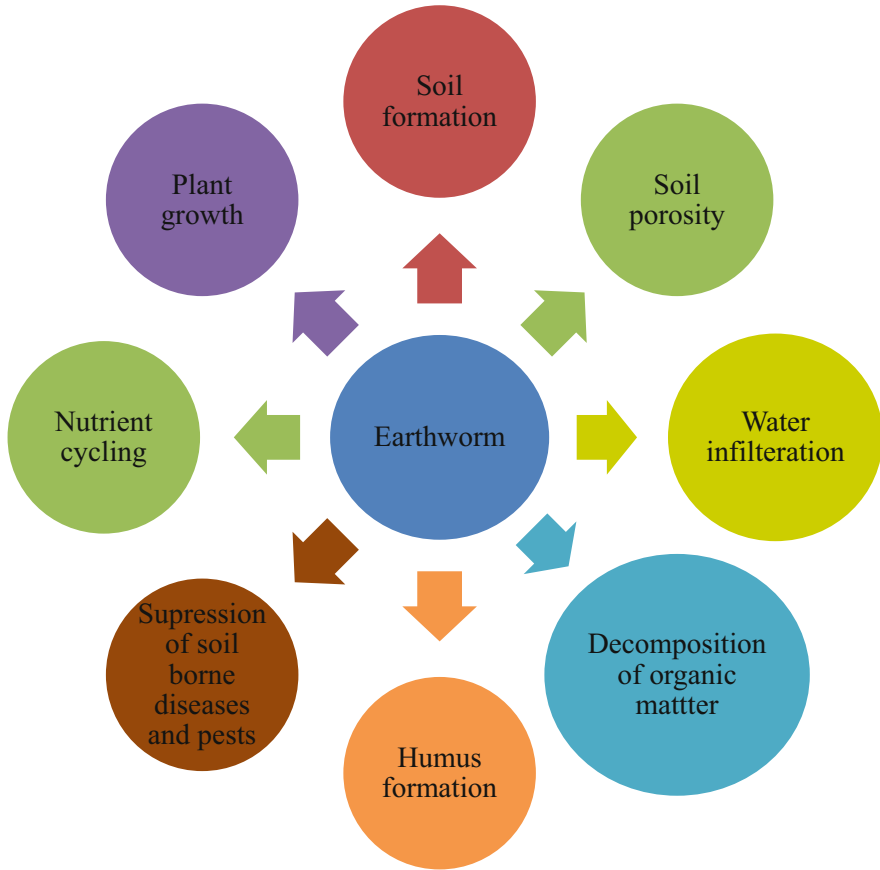 Soil
formation
Soil
porosity
Water
infilteration
Decomposition
of organic
mattter
Humus
formation
Supression
of soil
borne
diseases
and pests
Nutrient
cycling
Plant
growth
Earthworm